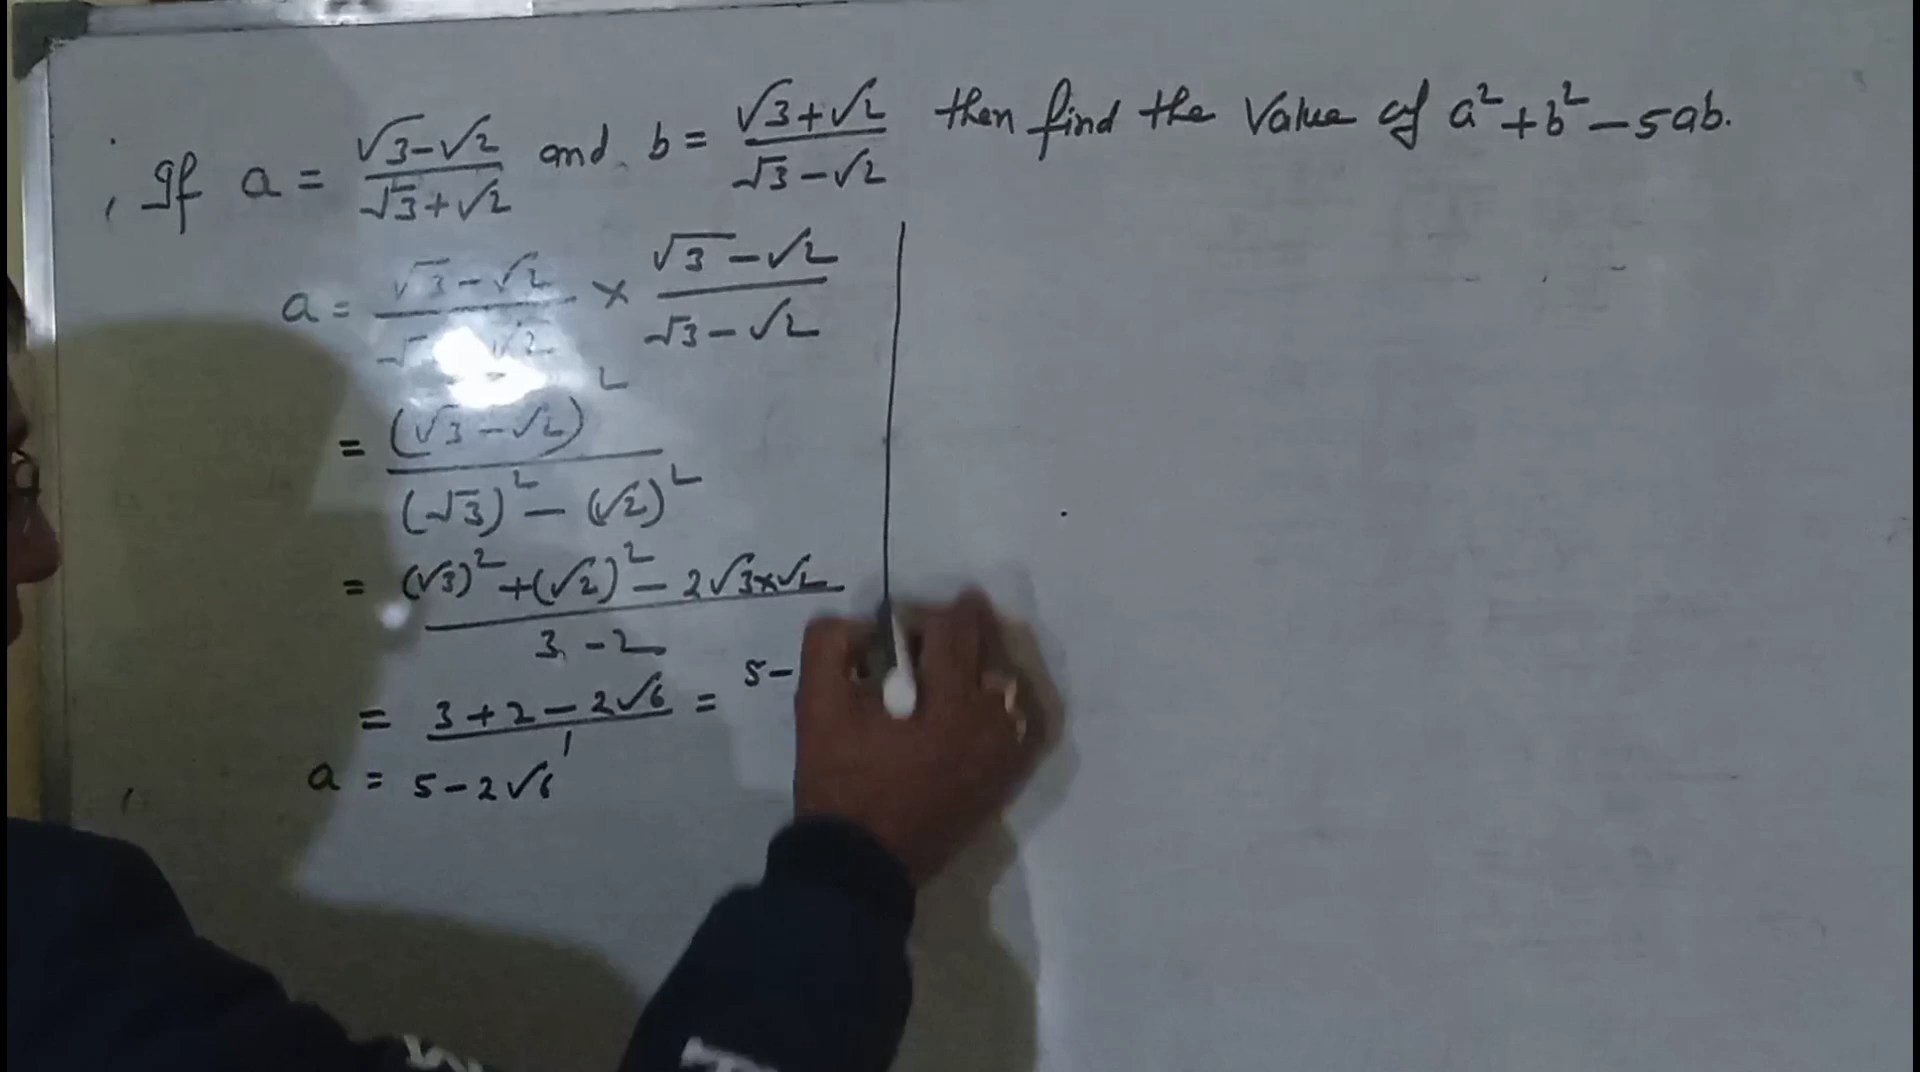 If a = √3-√2/√3+√2 and b = √3+√2/√3-√2 then find the value of a²+b²-5ab.
a = √3-√2/√ √2 × √3-√2/√3-√2
= (√3-√2)²/(√3)²-(√2)²
= (√3)²+(√2)²-2√3×√2/3-2
= 3+2-2√6/1 = 5-
a = 5-2√6